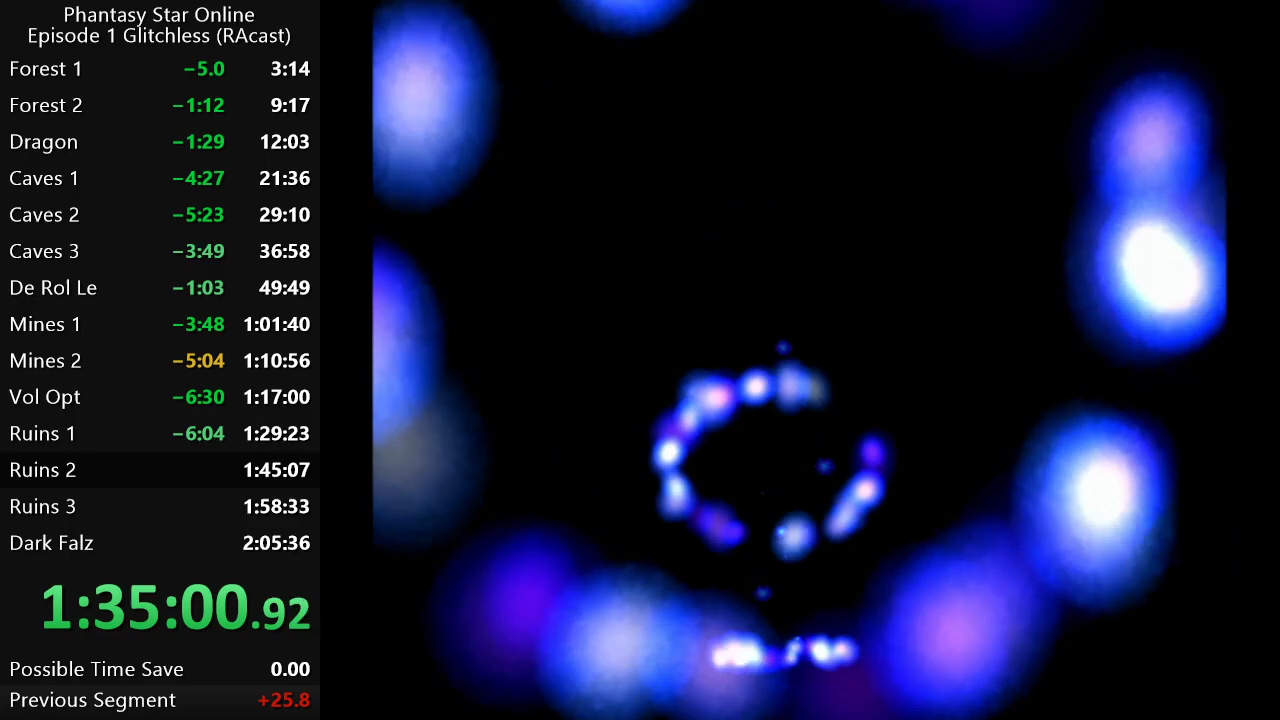 Phantasy Star Online
Episode 1 Glitchless (RAcast)
Forest 1 −5.0 3:14
Forest 2 −1:12 9:17
Dragon −1:29 12:03
Caves 1 −4:27 21:36
Caves 2 −5:23 29:10
Caves 3 −3:49 36:58
De Rol Le −1:03 49:49
Mines 1 −3:48 1:01:40
Mines 2 −5:04 1:10:56
Vol Opt −6:30 1:17:00
Ruins 1 −6:04 1:29:23
Ruins 2 1:45:07
Ruins 3 1:58:33
Dark Falz 2:05:36
1:35:00.92
Possible Time Save 0.00
Previous Segment +25.8